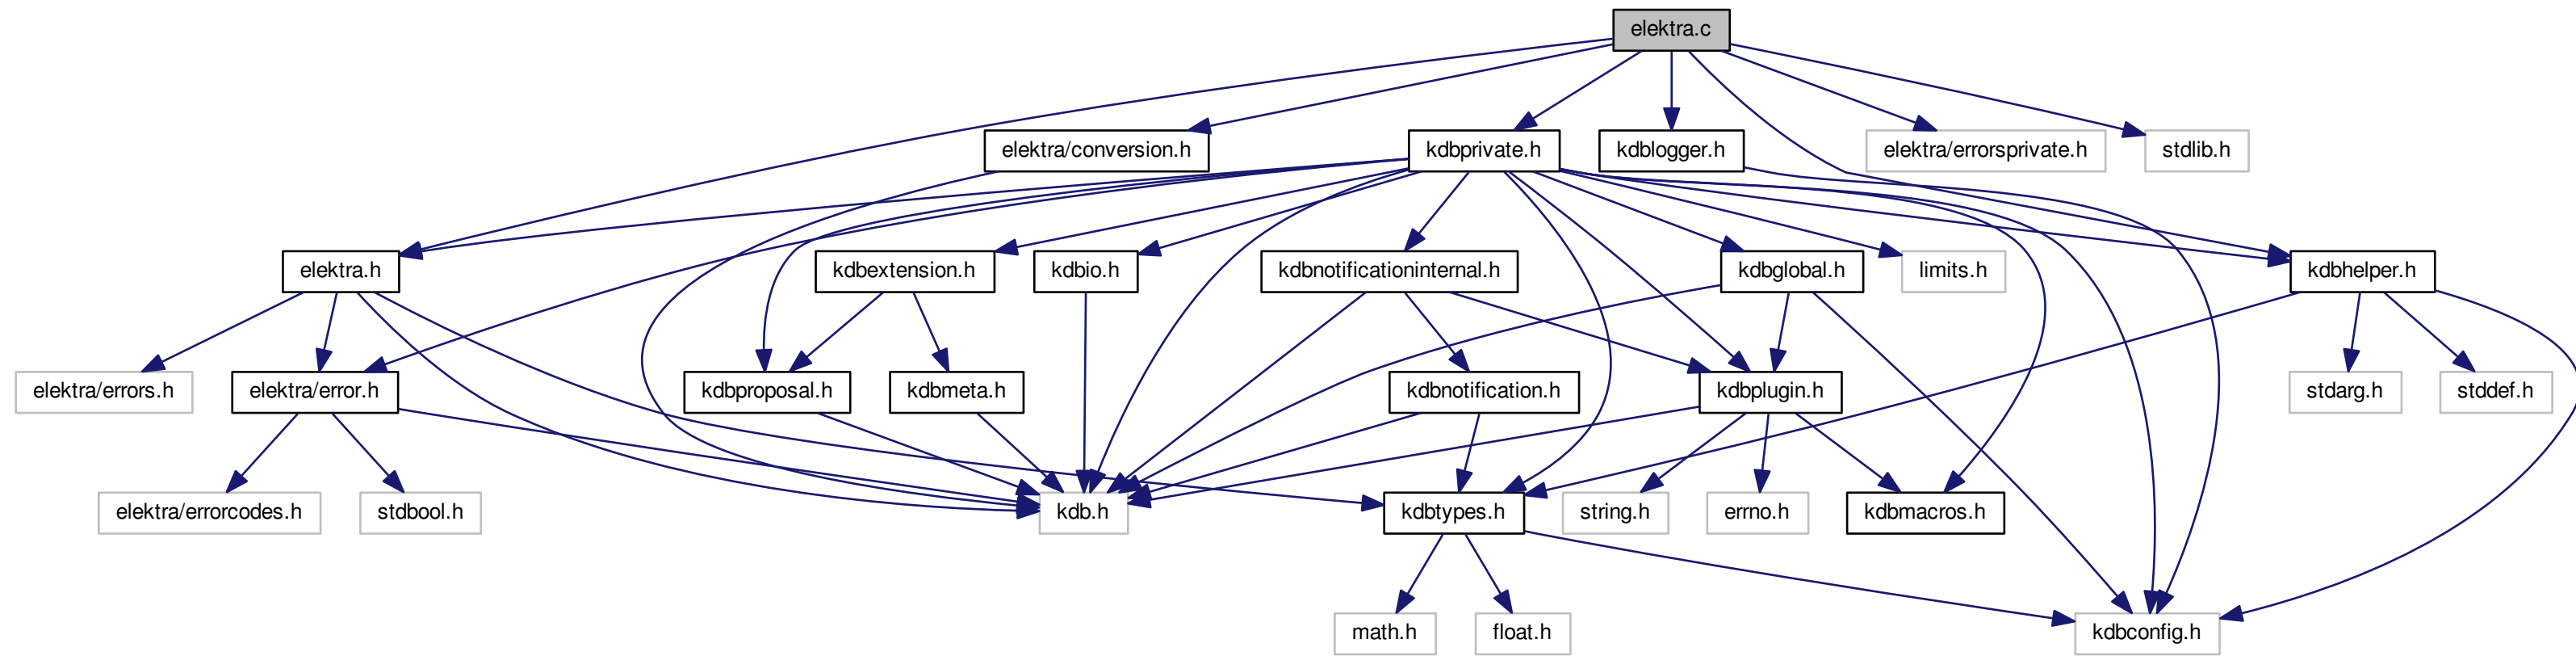 elektra.c
elektra/conversion.h
kdbprivate.h
kdblogger.h
elektra/errorsprivate.h
stdlib.h
elektra.h
kdbextension.h
kdbio.h
kdbnotificationinternal.h
kdbglobal.h
limits.h
kdbhelper.h
elektra/errors.h
elektra/error.h
kdbproposal.h
kdbmeta.h
kdbnotification.h
kdbplugin.h
stdarg.h
stddef.h
elektra/errorcodes.h
stdbool.h
kdb.h
kdbtypes.h
string.h
errno.h
kdbmacros.h
math.h
float.h
kdbconfig.h